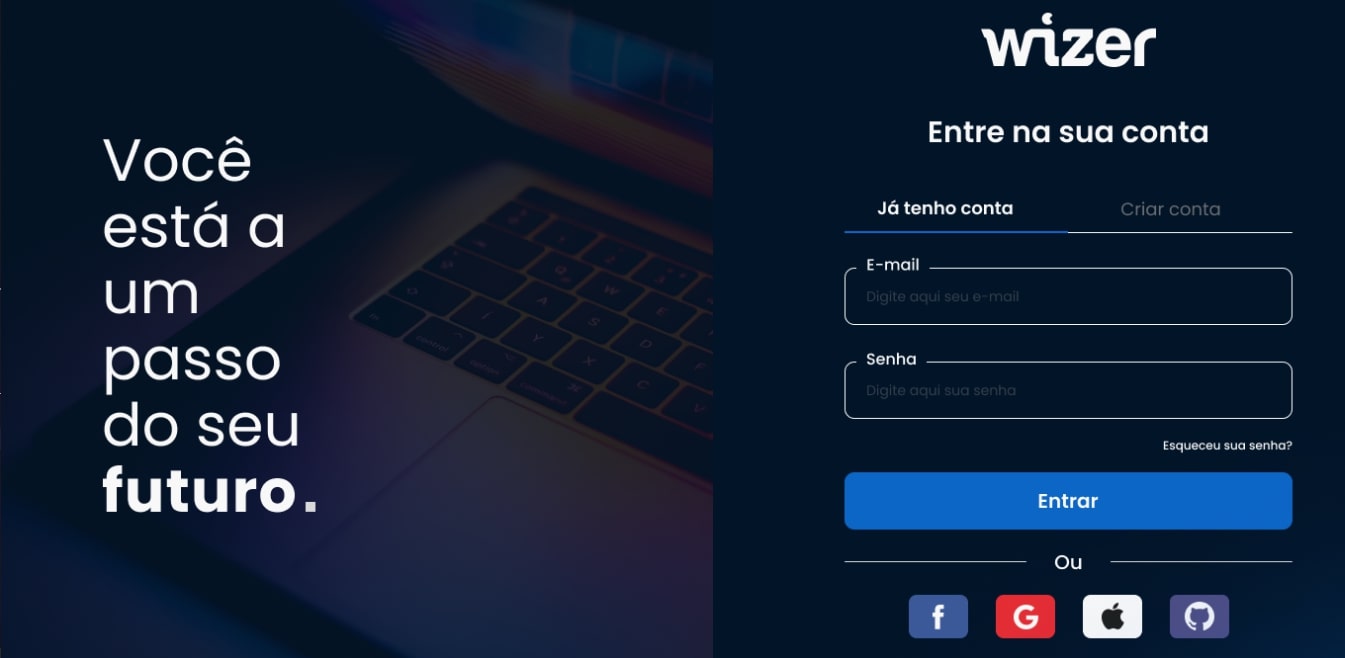 Você
está a
um
passo
do seu
futuro.
wizer
Entre na sua conta
Já tenho conta
Criar conta
E-mail
Digite aqui seu e-mail
Senha
Digite aqui sua senha
Esqueceu sua senha?
Entrar
Ou